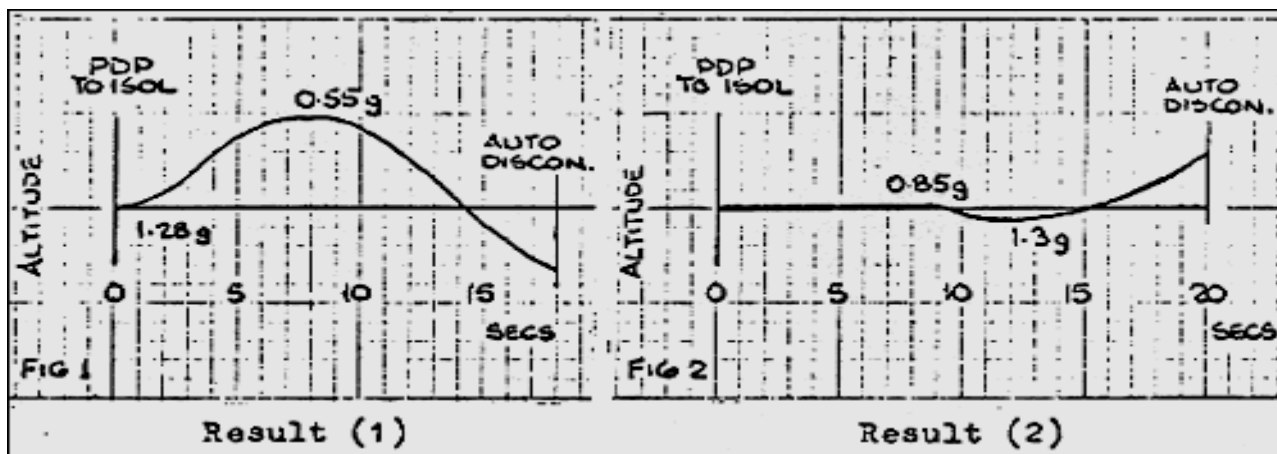 PDP
TO ISOL
0.55g
AUTO
DISCON.
ALTITUDE
1.28g
0 5 10 15
SECS
FIG 1
Result (1)
PDP
TO ISOL
AUTO
DISCON.
0.85g
ALTITUDE
1.3g
0 5 10 15 20
SECS
FIG 2
Result (2)